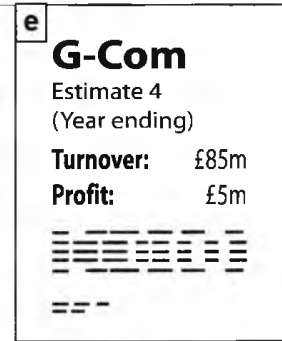 e
G-Com
Estimate 4
(Year ending)
Turnover: £85m
Profit: £5m